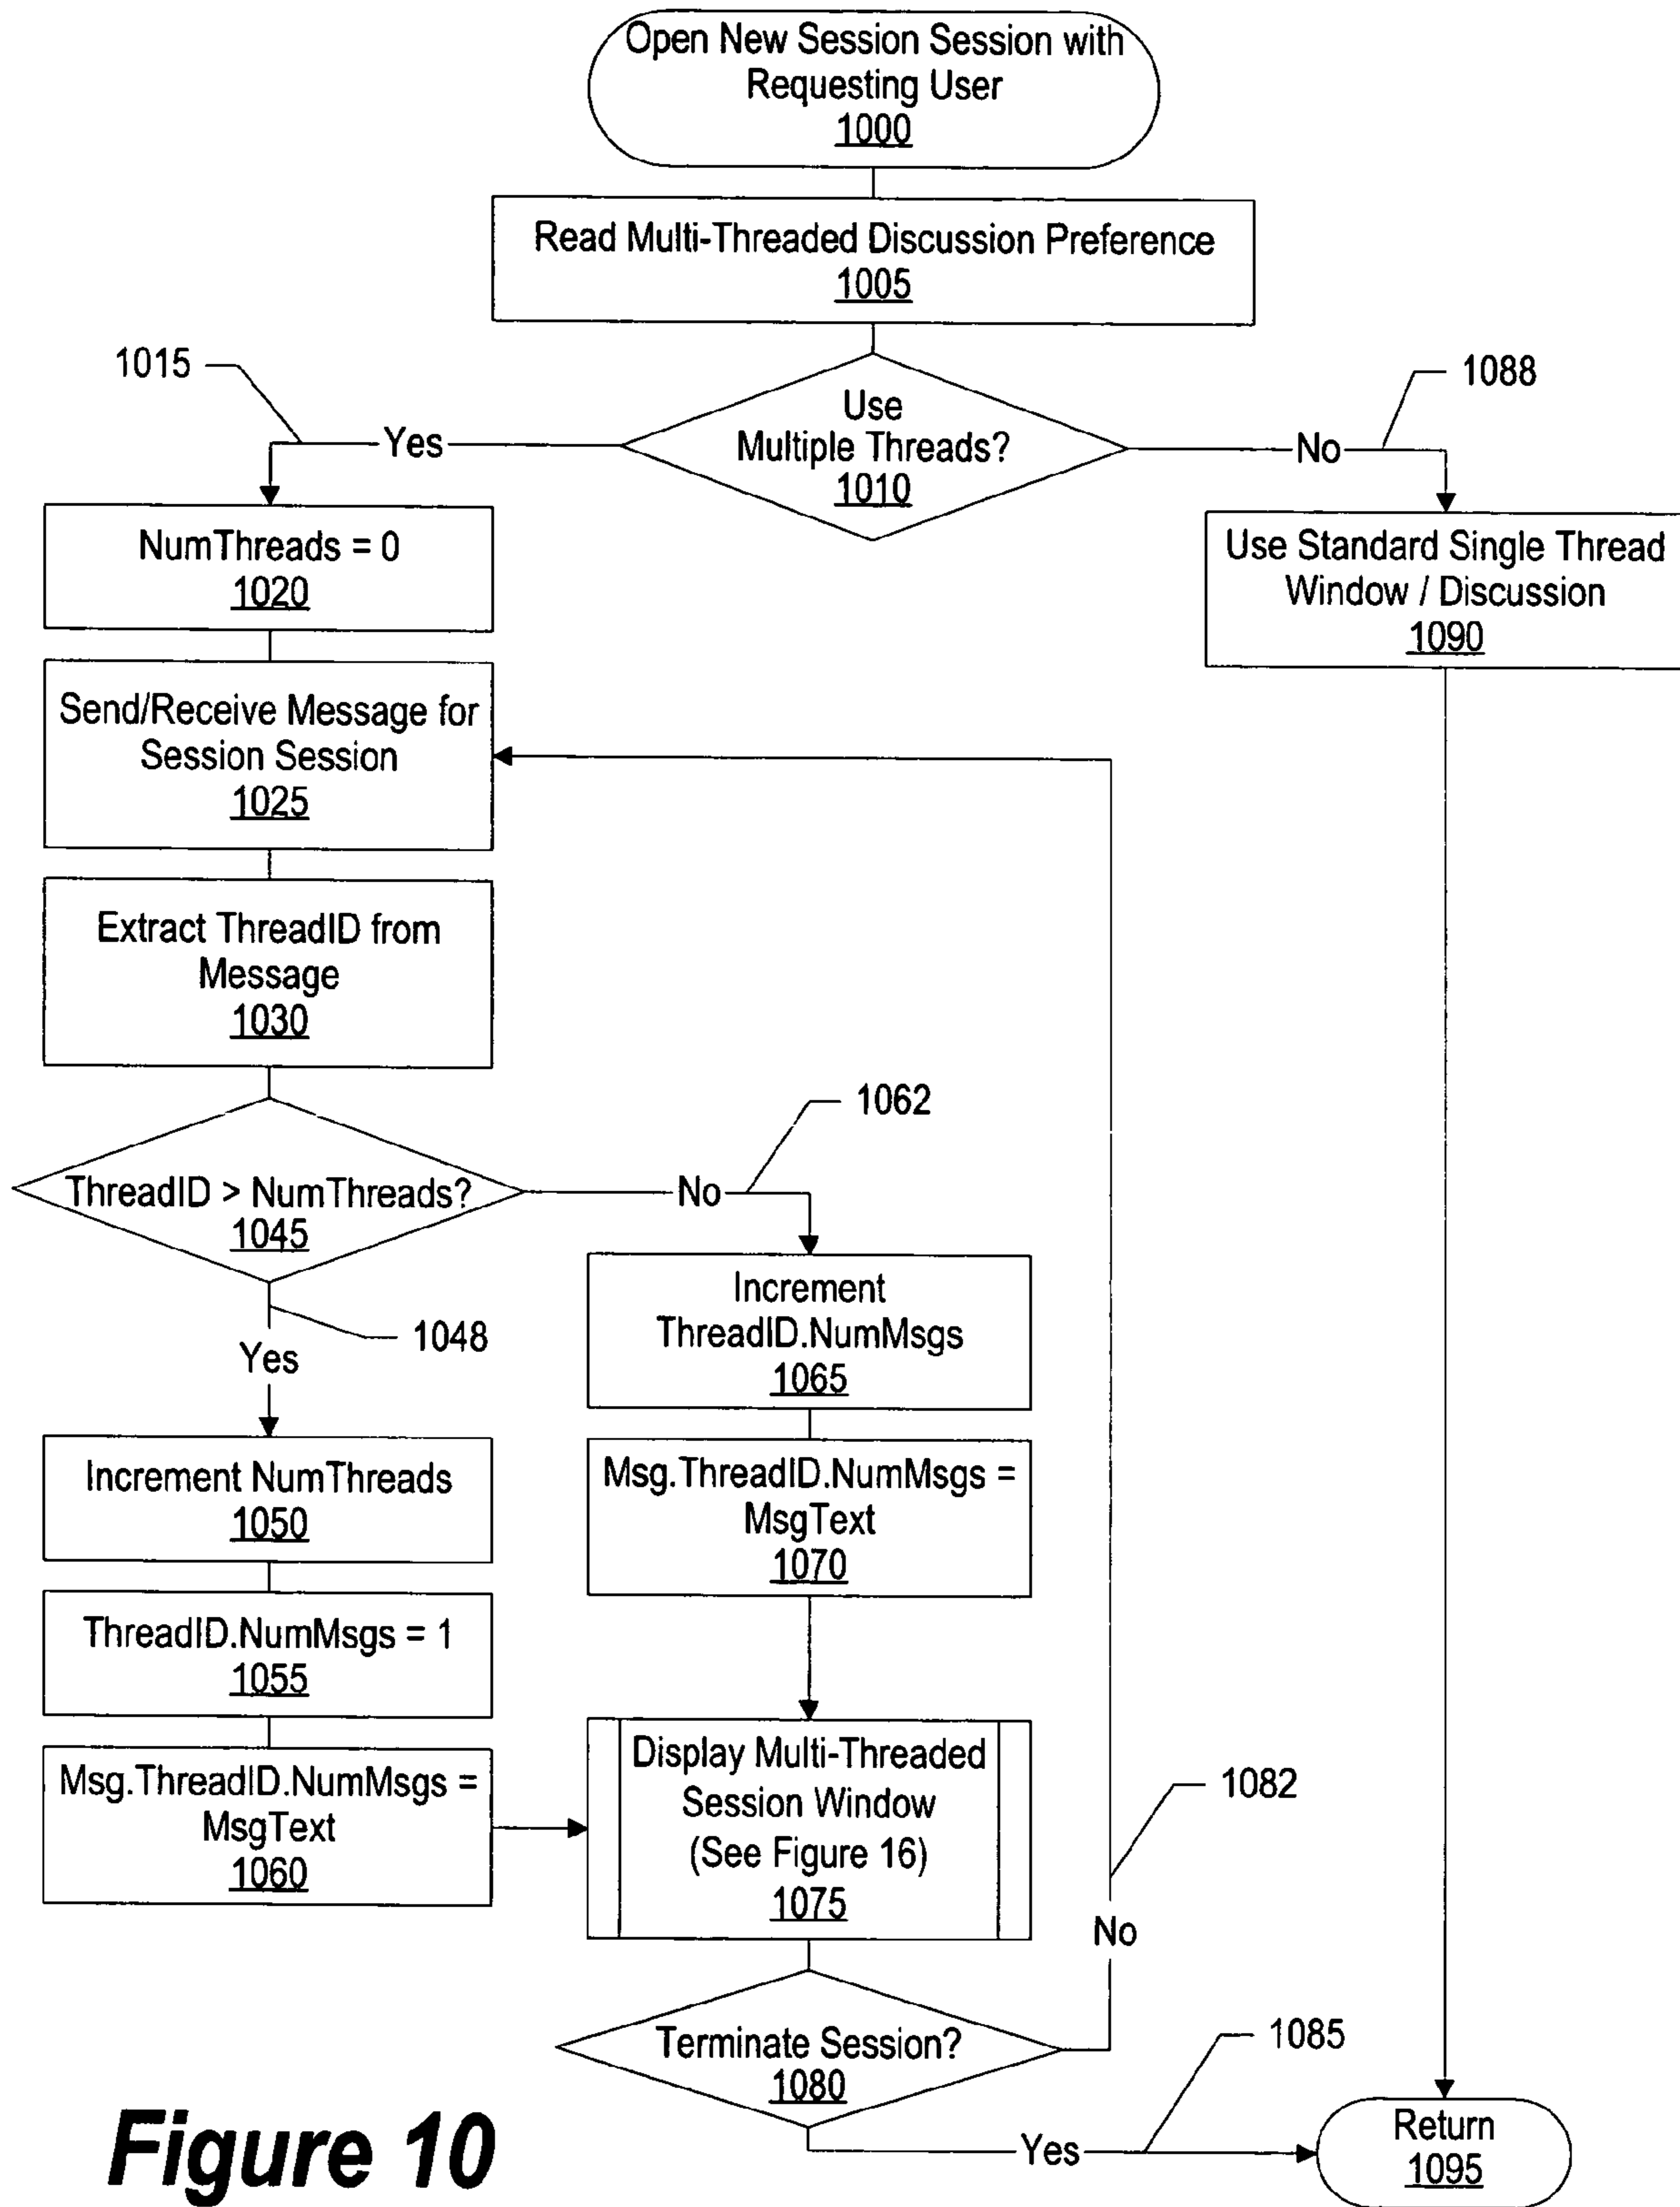 Open New Session Session with
Requesting User
1000
Read Multi-Threaded Discussion Preference
1005
1015
Use
Multiple Threads?
1010
1088
Yes
No
NumThreads = 0
1020
Use Standard Single Thread
Window / Discussion
1090
Send/Receive Message for
Session Session
1025
Extract ThreadID from
Message
1030
1062
ThreadID > NumThreads?
1045
No
1048
Yes
Increment
ThreadID.NumMsgs
1065
Increment NumThreads
1050
Msg.ThreadID.NumMsgs =
MsgText
1070
ThreadID.NumMsgs = 1
1055
Msg.ThreadID.NumMsgs =
MsgText
1060
Display Multi-Threaded
Session Window
(See Figure 16)
1075
1082
No
Terminate Session?
1080
1085
Yes
Return
1095
Figure 10